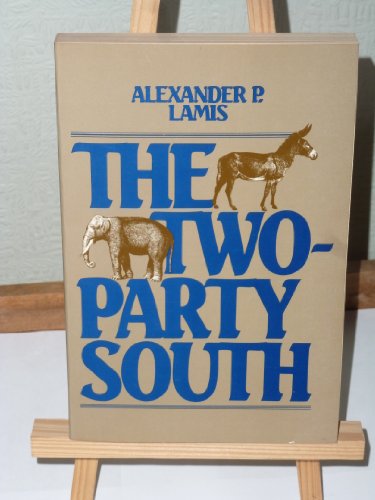 ALEXANDER P.
LAMIS
THE
TWO-
PARTY
SOUTH